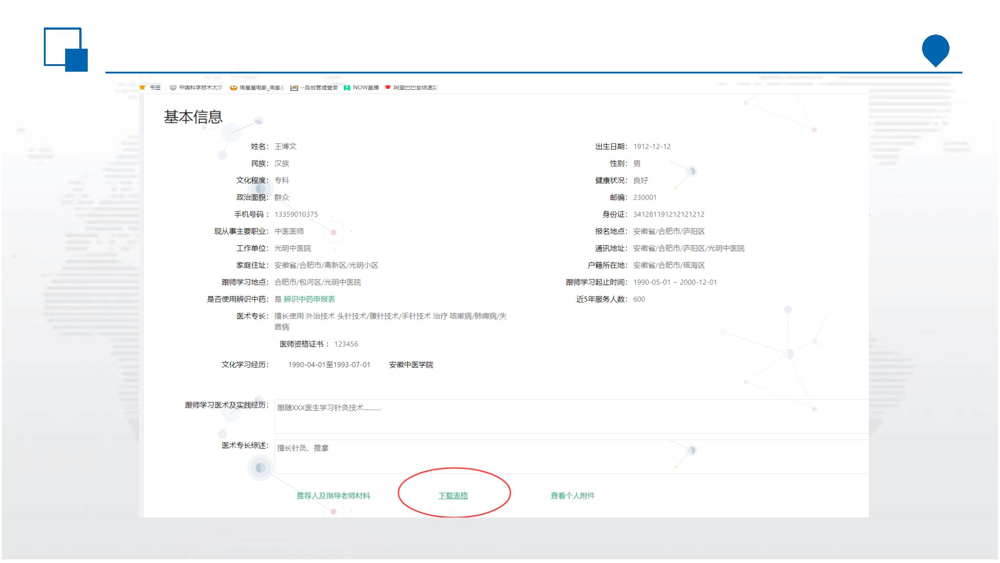 书签 中国科学技术大学 周星星电影_周星星 --后台管理登录 NOW直播 阿里巴巴全球速卖
基本信息
姓名： 王博文 出生日期： 1912-12-12
民族： 汉族 性别： 男
文化程度： 专科 健康状况： 良好
政治面貌： 群众 邮编： 230001
手机号码： 13359010375 身份证： 341281191212121212
现从事主要职业： 中医医师 报名地点： 安徽省/合肥市/庐阳区
工作单位： 光明中医院 通讯地址： 安徽省/合肥市/庐阳区/光明中医院
家庭住址： 安徽省/合肥市/高新区/光明小区 户籍所在地： 安徽省/合肥市/瑶海区
跟师学习地点： 合肥市/包河区/光明中医院 跟师学习起止时间： 1990-05-01 ~ 2000-12-01
是否使用辨识中药： 是 辨识中药申报表 近5年服务人数： 600
医术专长： 擅长使用 外治技术 头针技术/腹针技术/手针技术 治疗 咳嗽病/肺痈病/失
音病
医师资格证书： 123456
文化学习经历： 1990-04-01至1993-07-01 安徽中医学院
跟师学习医术及实践经历： 跟随XXX医生学习针灸技术...........
医术专长综述： 擅长针灸、推拿
推荐人及指导老师材料 下载表格 查看个人附件